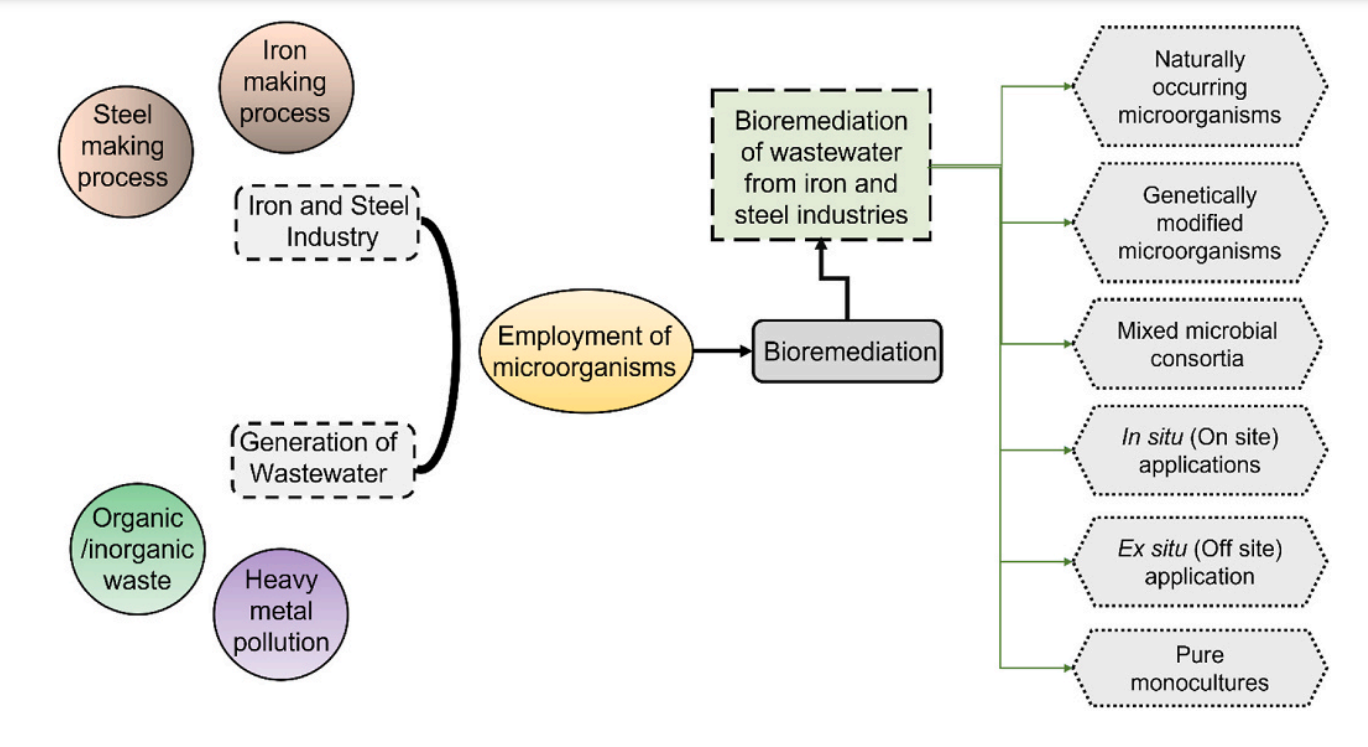 Iron
making
process
Steel
making
process
Iron and Steel
Industry
Generation of
Wastewater
Organic
/inorganic
waste
Heavy
metal
pollution
Employment of
microorganisms
Bioremediation
Bioremediation
of wastewater
from iron and
steel industries
Naturally
occurring
microorganisms
Genetically
modified
microorganisms
Mixed microbial
consortia
In situ (On site)
applications
Ex situ (Off site)
application
Pure
monocultures